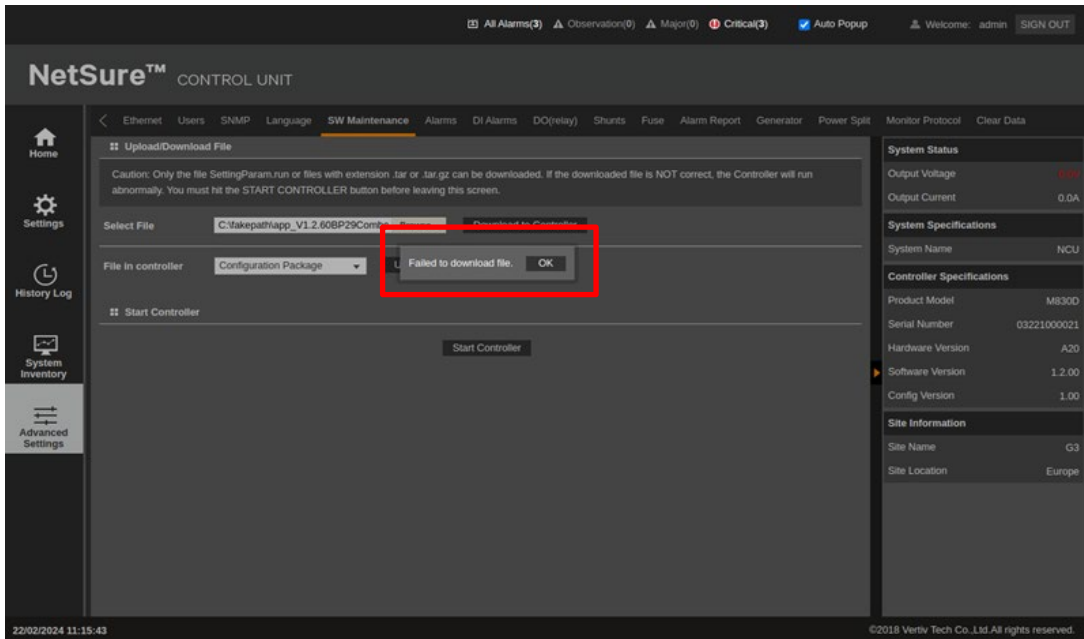 All Alarms(3) Observation(0) Major(0) Critical(3) Auto Popup Welcome: admin SIGN OUT
NetSure™ CONTROL UNIT
Ethernet Users SNMP Language SW Maintenance Alarms DI Alarms DO(relay) Shunts Fuse Alarm Report Generator Power Split Monitor Protocol Clear Data
Home
Settings
History Log
System
Inventory
Advanced
Settings
Upload/Download File
Caution: Only the file SettingParam.run or files with extension .tar or .tar.gz can be downloaded. If the downloaded file is NOT correct, the Controller will run
abnormally. You must hit the START CONTROLLER button before leaving this screen.
Select File C:\fakepath\app_V1.2.60BP29Comb Download to Controller
Failed to download file. OK
File in controller Configuration Package U
Start Controller
Start Controller
System Status
Output Voltage
Output Current 0.0A
System Specifications
System Name NCU
Controller Specifications
Product Model M830D
Serial Number 03221000021
Hardware Version A20
Software Version 1.2.00
Config Version 1.00
Site Information
Site Name G3
Site Location Europe
22/02/2024 11:15:43
©2018 Vertiv Tech Co.,Ltd.All rights reserved.